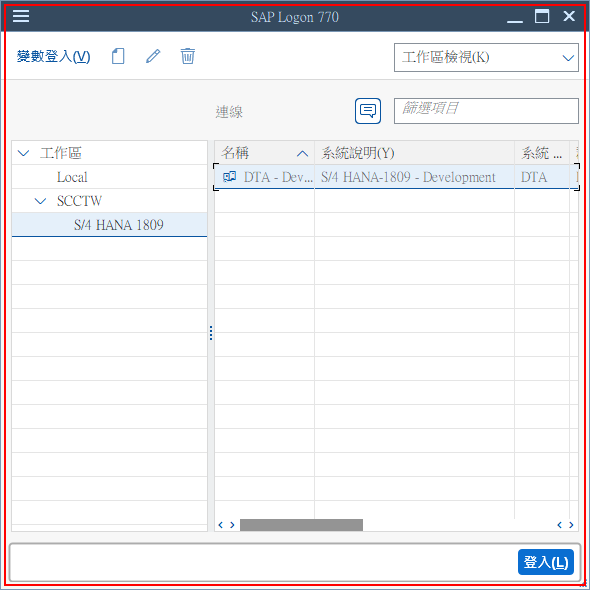 SAP Logon 770
變數登入(V)
工作區檢視(K)
連線
篩選項目
工作區
名稱
系統說明(Y)
系統 ...
Local
DTA - Dev...
S/4 HANA-1809 - Development
DTA
SCCTW
S/4 HANA 1809
登入(L)